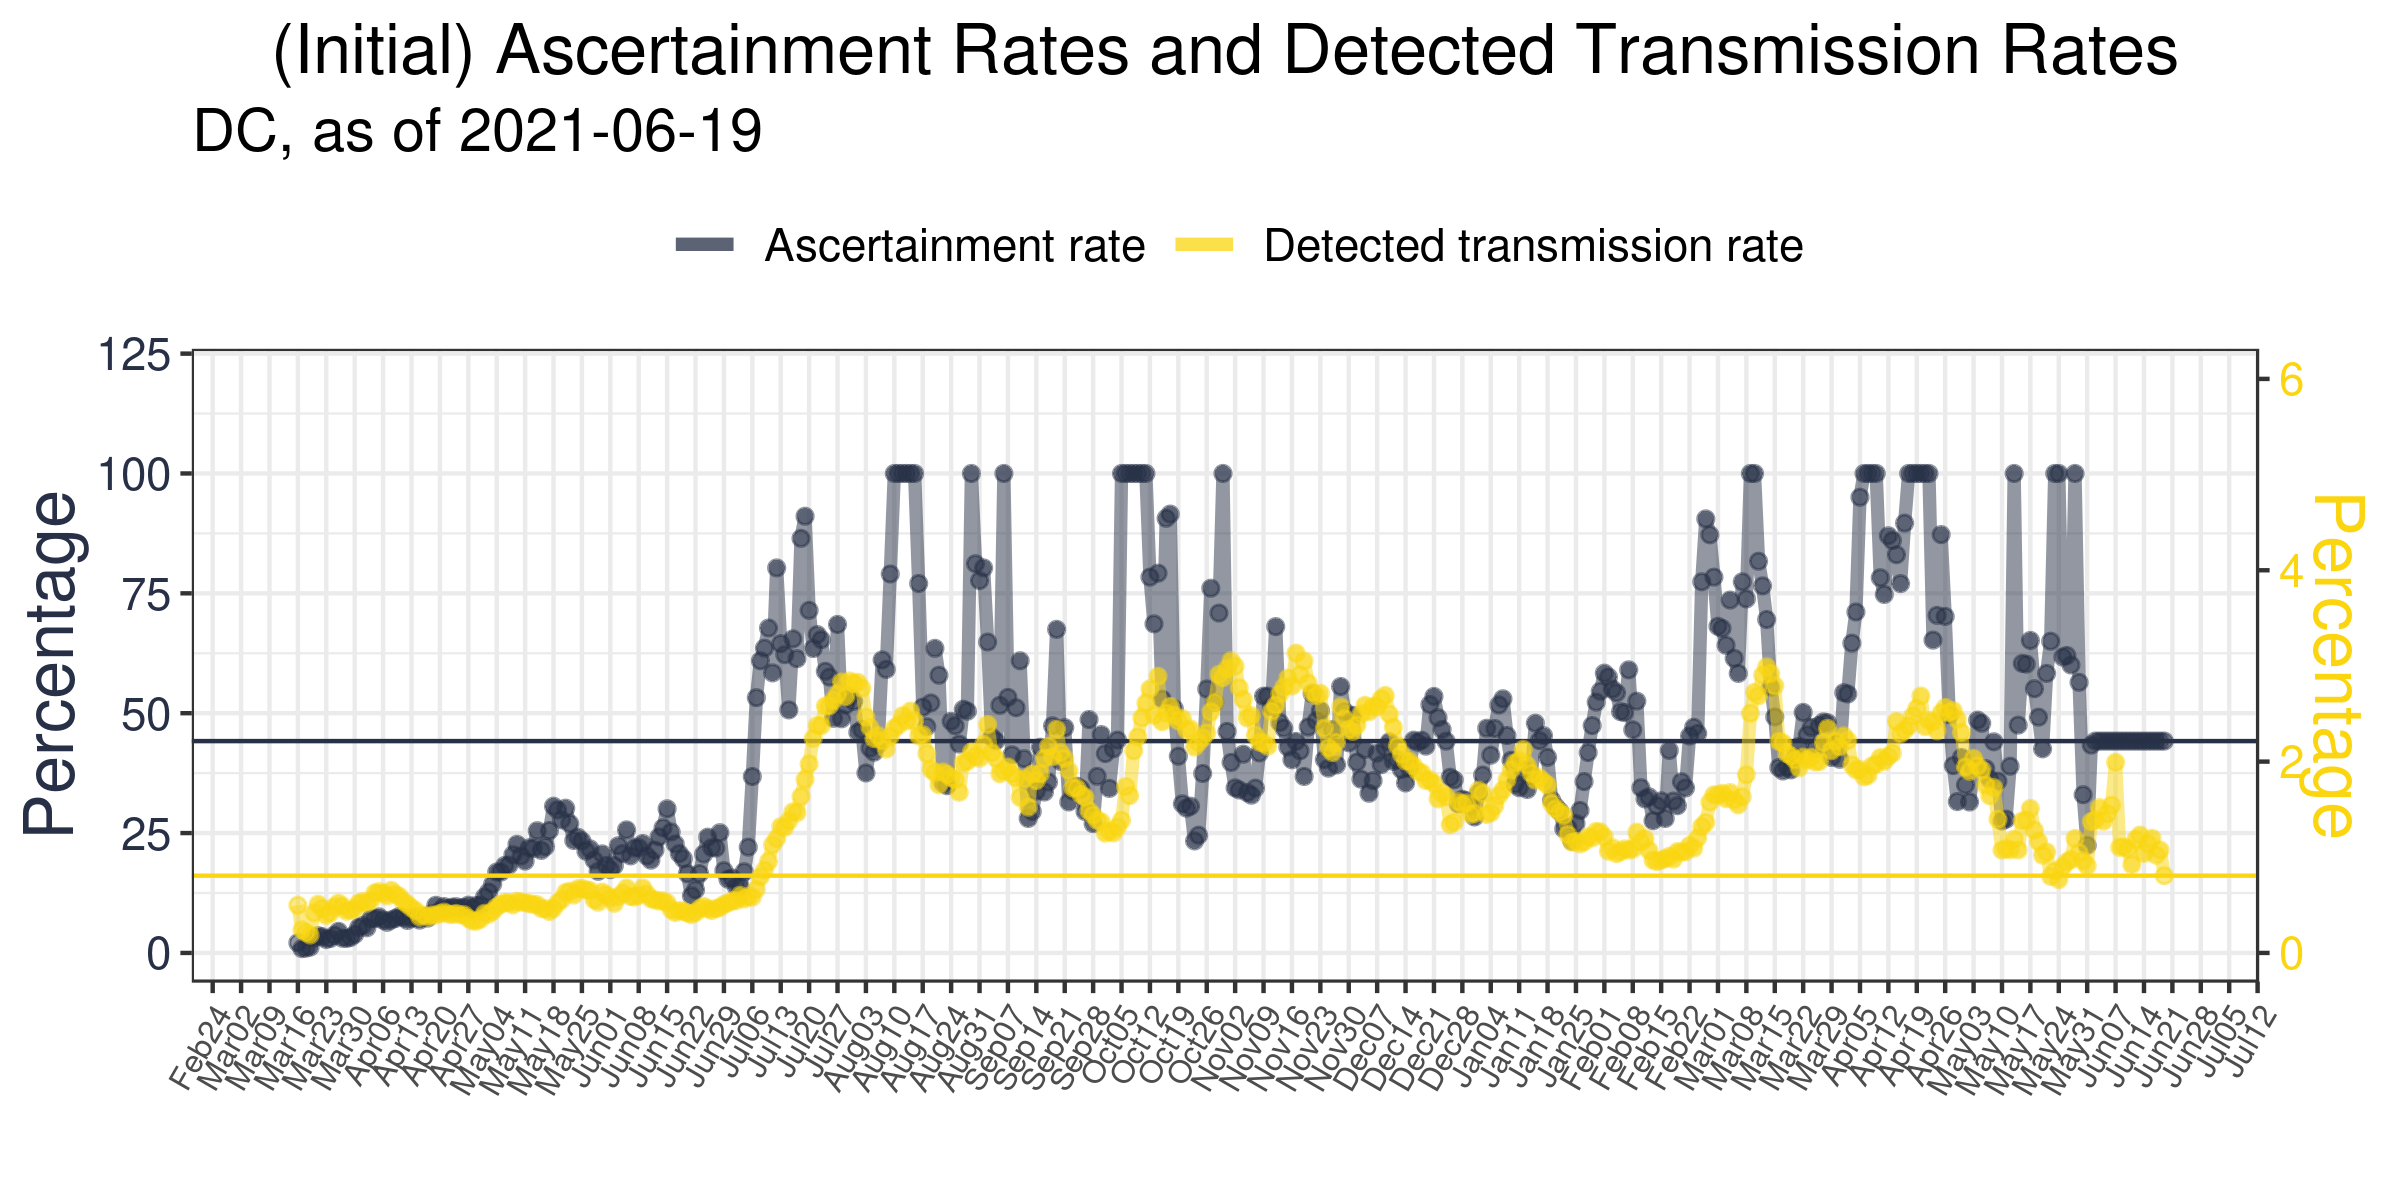 (Initial) Ascertainment Rates and Detected Transmission Rates
DC, as of 2021-06-19
Ascertainment rate
Detected transmission rate
125
100
75
50
25
0
Percentage
6
4
2
0
Percentage
Feb24
Mar02
Mar09
Mar16
Mar23
Mar30
Apr06
Apr13
Apr20
Apr27
May04
May11
May18
May25
Jun01
Jun08
Jun15
Jun22
Jun29
Jul06
Jul13
Jul20
Jul27
Aug03
Aug10
Aug17
Aug24
Aug31
Sep07
Sep14
Sep21
Sep28
Oct05
Oct12
Oct19
Oct26
Nov02
Nov09
Nov16
Nov23
Nov30
Dec07
Dec14
Dec21
Dec28
Jan04
Jan11
Jan18
Jan25
Feb01
Feb08
Feb15
Feb22
Mar01
Mar08
Mar15
Mar22
Mar29
Apr05
Apr12
Apr19
Apr26
May03
May10
May17
May24
May31
Jun07
Jun14
Jun21
Jun28
Jul05
Jul12